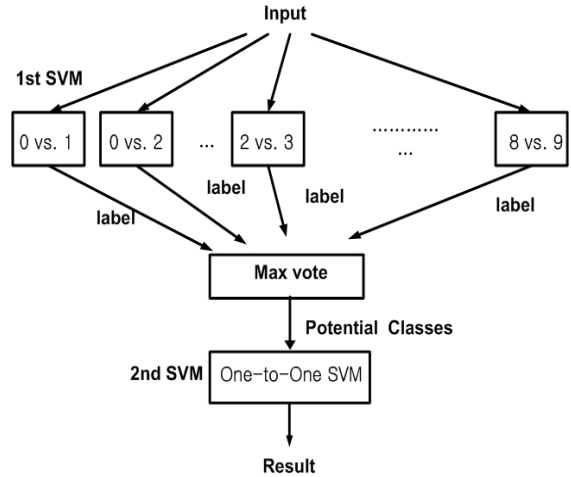 Input
1st SVM
0 vs. 1
0 vs. 2
...
2 vs. 3
............
...
8 vs. 9
label
label
label
label
Max vote
Potential Classes
2nd SVM
One-to-One SVM
Result